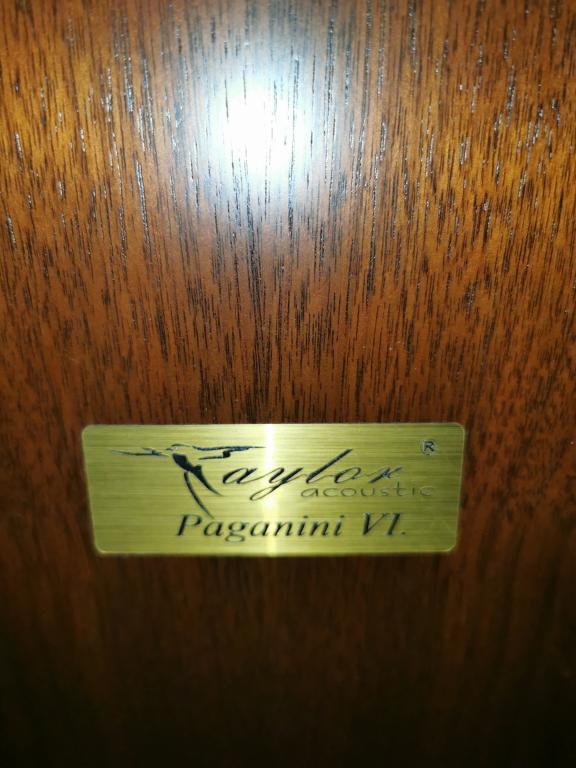 Taylor ®
acoustic
Paganini VI.